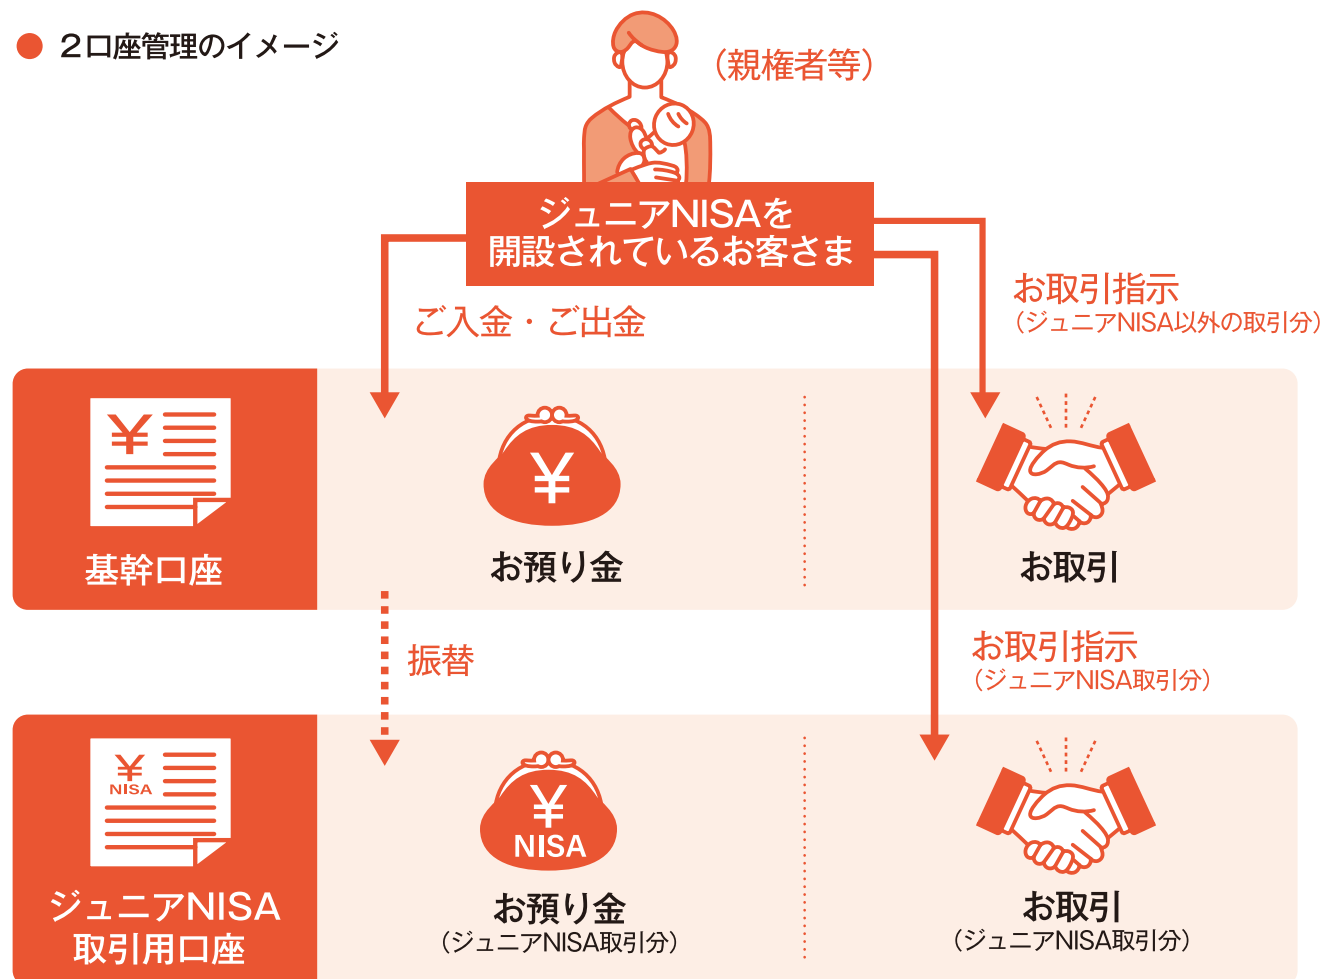 ２口座管理のイメージ
（親権者等）
ジュニアNISAを
開設されているお客さま
ご入金・ご出金
お取引指示
（ジュニアNISA以外の取引分）
¥
基幹口座
¥
お預り金
お取引
振替
お取引指示
（ジュニアNISA取引分）
¥
NISA
ジュニアNISA
取引用口座
¥
NISA
お預り金
（ジュニアNISA取引分）
お取引
（ジュニアNISA取引分）